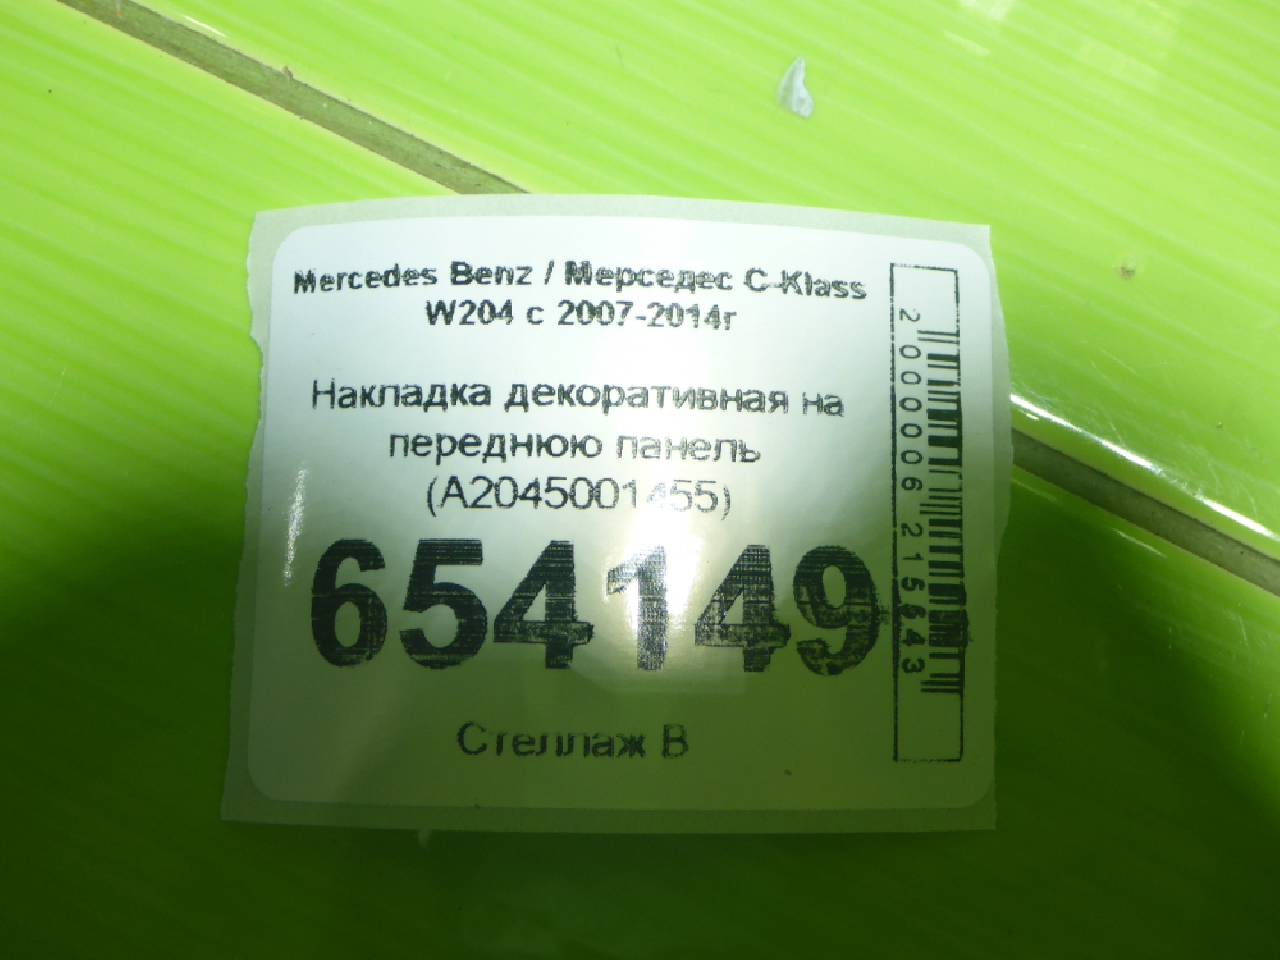 Mercedes Benz / Мерседес C-Klass
W204 с 2007-2014г
Накладка декоративная на
переднюю панель
(A2045001455)
654149
Стеллаж В
2000006215643